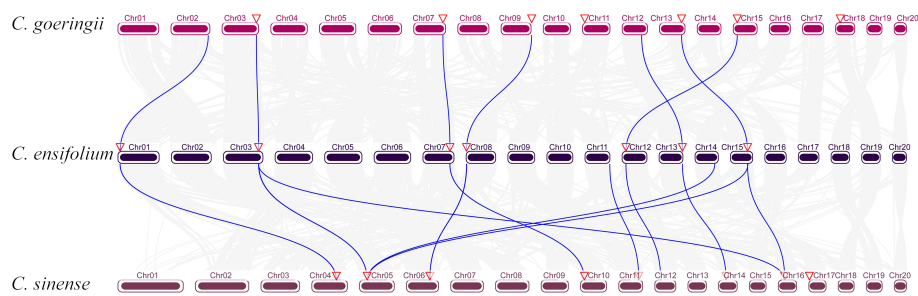 C. goeringii Chr01 Chr02 Chr03 Chr04 Chr05 Chr06 Chr07 Chr08 Chr09 Chr10 Chr11 Chr12 Chr13 Chr14 Chr15 Chr16 Chr17 Chr18 Chr19 Chr20
C. ensifolium Chr01 Chr02 Chr03 Chr04 Chr05 Chr06 Chr07 Chr08 Chr09 Chr10 Chr11 Chr12 Chr13 Chr14 Chr15 Chr16 Chr17 Chr18 Chr19 Chr20
C. sinense Chr01 Chr02 Chr03 Chr04 Chr05 Chr06 Chr07 Chr08 Chr09 Chr10 Chr11 Chr12 Chr13 Chr14 Chr15 Chr16 Chr17 Chr18 Chr19 Chr20